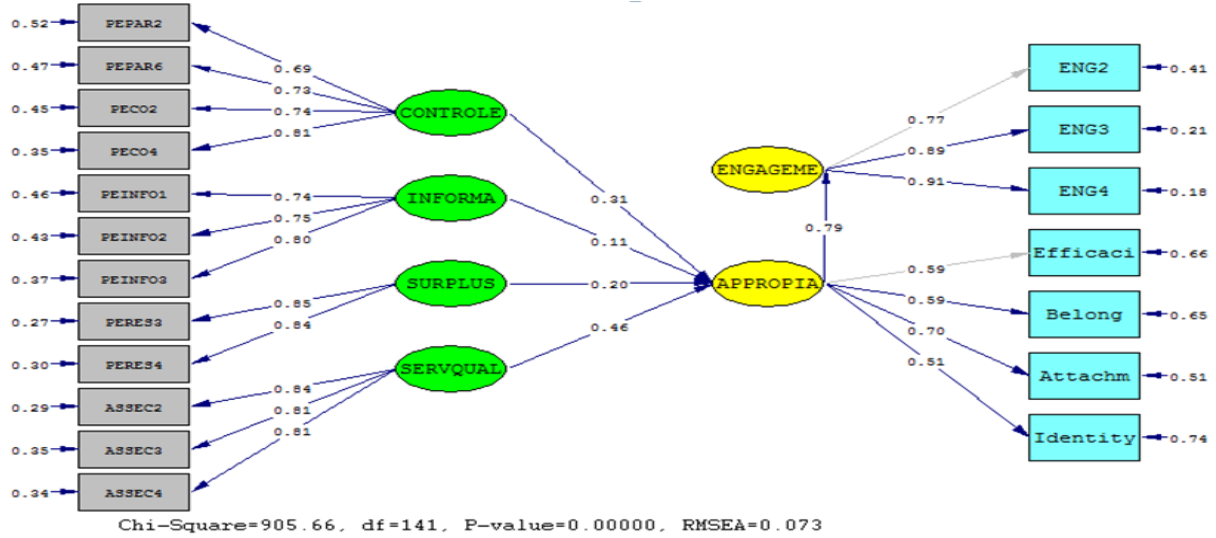 0.52 PEPAR2
0.47 PEPAR6
0.45 PECO2
0.35 PECO4
0.46 PEINFO1
0.43 PEINFO2
0.37 PEINFO3
0.27 PERES3
0.30 PERES4
0.29 ASSEC2
0.35 ASSEC3
0.34 ASSEC4
0.69
0.73
0.74
0.81
0.74
0.75
0.80
0.85
0.84
0.84
0.81
0.81
CONTROLE
INFORMA
SURPLUS
SERVQUAL
0.31
0.11
0.20
0.46
ENGAGEME
0.79
APPROPIA
0.77
0.89
0.91
0.59
0.59
0.70
0.51
ENG2 0.41
ENG3 0.21
ENG4 0.18
Efficaci 0.66
Belong 0.65
Attachm 0.51
Identity 0.74
Chi-Square=905.66, df=141, P-value=0.00000, RMSEA=0.073